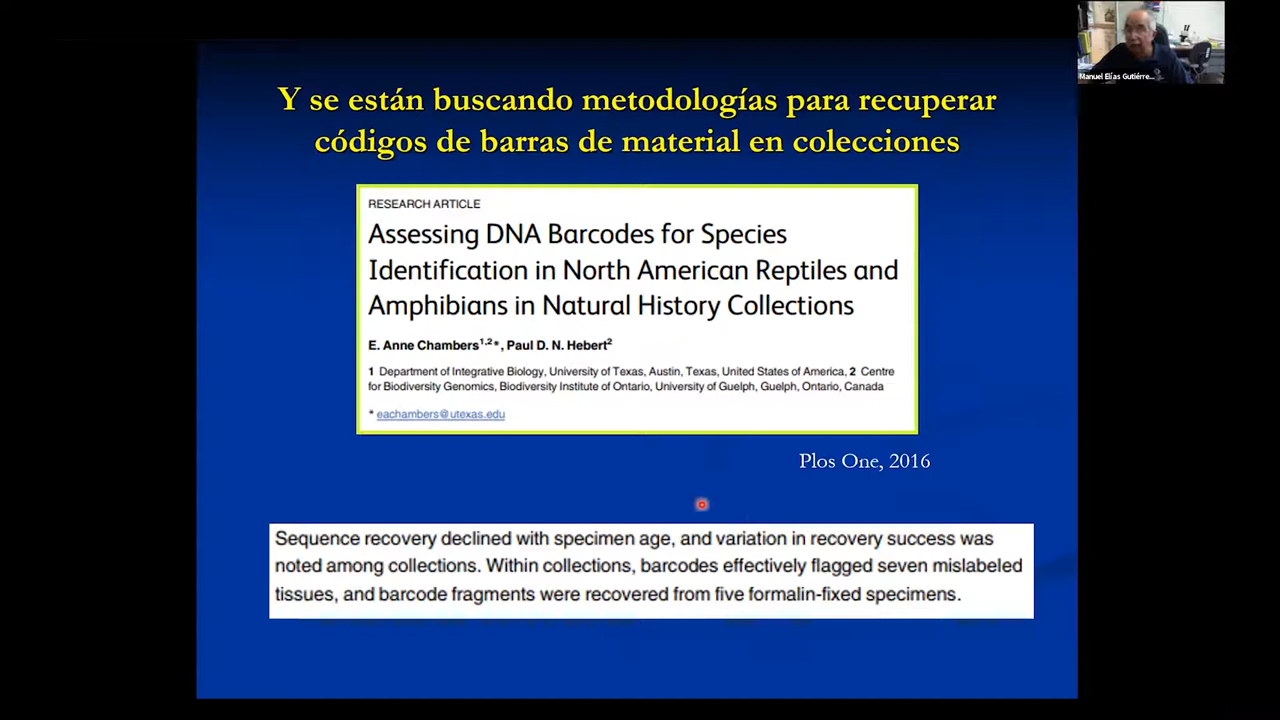 Manuel Elías Gutiérre...
Y se están buscando metodologías para recuperar
códigos de barras de material en colecciones
RESEARCH ARTICLE
Assessing DNA Barcodes for Species
Identification in North American Reptiles and
Amphibians in Natural History Collections
E. Anne Chambers1,2*, Paul D. N. Hebert2
1 Department of Integrative Biology, University of Texas, Austin, Texas, United States of America, 2 Centre
for Biodiversity Genomics, Biodiversity Institute of Ontario, University of Guelph, Guelph, Ontario, Canada
* eachambers@utexas.edu
Plos One, 2016
Sequence recovery declined with specimen age, and variation in recovery success was
noted among collections. Within collections, barcodes effectively flagged seven mislabeled
tissues, and barcode fragments were recovered from five formalin-fixed specimens.